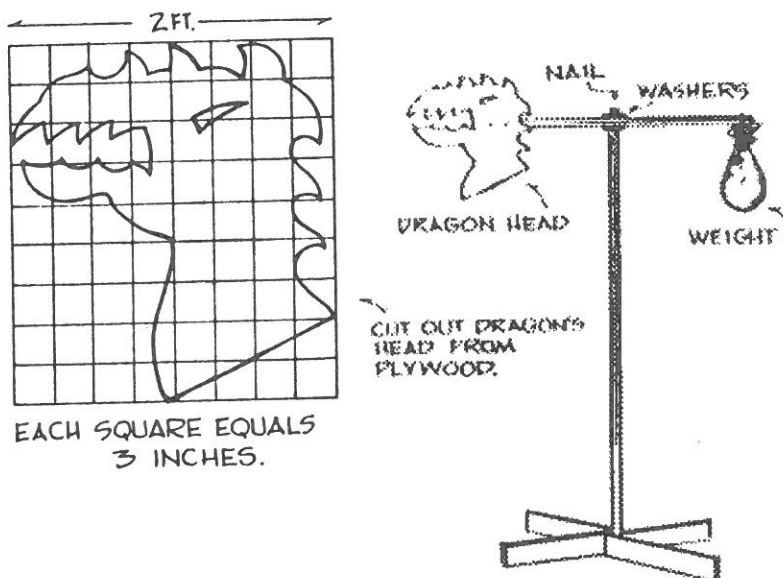 2 FT.
EACH SQUARE EQUALS
3 INCHES.
NAIL
WASHERS
DRAGON HEAD
WEIGHT
CUT OUT DRAGON'S
HEAD FROM
PLYWOOD.